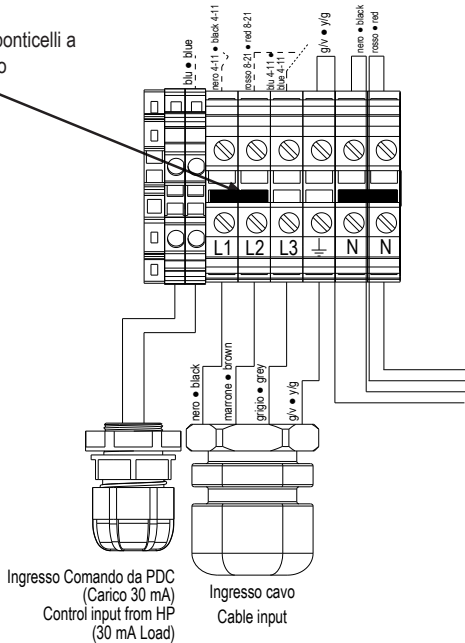 ponticelli a
o
blu • blue
nero 4-11 • black 4-11
rosso 8-21 • red 8-21
blu 4-11 •
blue 4-11
g/v • y/g
nero • black
rosso • red
L1 L2 L3 N N
nero • black
marrone • brown
grigio • grey
g/v • y/g
Ingresso Comando da PDC
(Carico 30 mA)
Control input from HP
(30 mA Load)
Ingresso cavo
Cable input